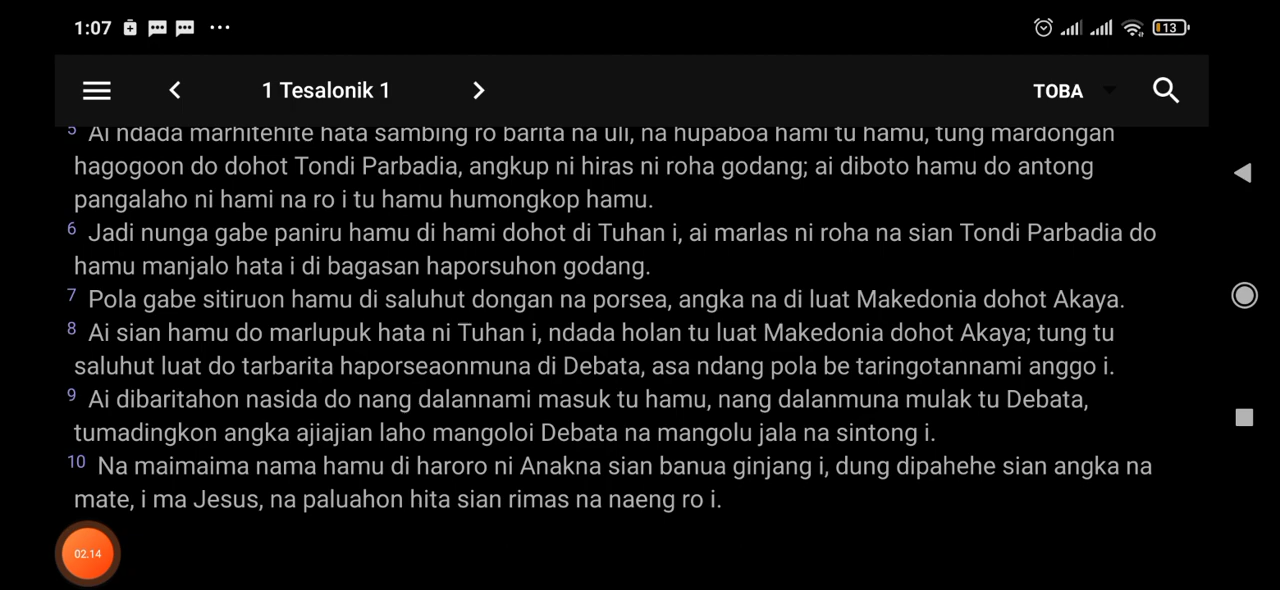 1:07
13
1 Tesalonik 1
TOBA
5 Ai ndada marhitehite hata sambing ro barita na uli, na hupaboa hami tu hamu, tung mardongan
hagogoon do dohot Tondi Parbadia, angkup ni hiras ni roha godang; ai diboto hamu do antong
pangalaho ni hami na ro i tu hamu humongkop hamu.
6 Jadi nunga gabe paniru hamu di hami dohot di Tuhan i, ai marlas ni roha na sian Tondi Parbadia do
hamu manjalo hata i di bagasan haporsuhon godang.
7 Pola gabe sitiruon hamu di saluhut dongan na porsea, angka na di luat Makedonia dohot Akaya.
8 Ai sian hamu do marlupuk hata ni Tuhan i, ndada holan tu luat Makedonia dohot Akaya; tung tu
saluhut luat do tarbarita haporseaonmuna di Debata, asa ndang pola be taringotannami anggo i.
9 Ai dibaritahon nasida do nang dalannami masuk tu hamu, nang dalanmuna mulak tu Debata,
tumadingkon angka ajiajian laho mangoloi Debata na mangolu jala na sintong i.
10 Na maimaima nama hamu di haroro ni Anakna sian banua ginjang i, dung dipahehe sian angka na
mate, i ma Jesus, na paluahon hita sian rimas na naeng ro i.
02.14